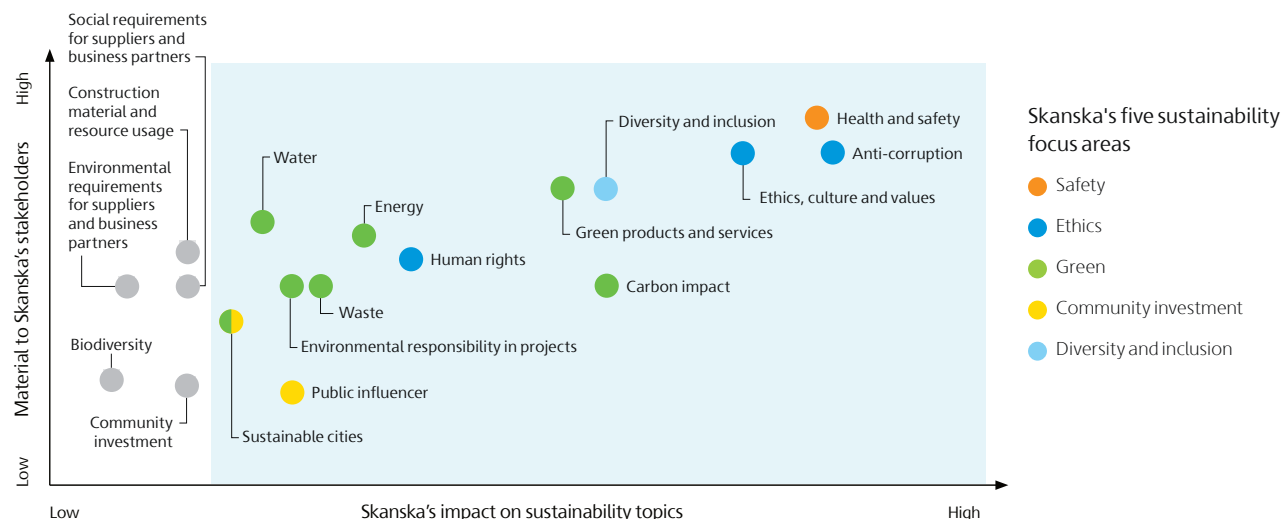 Social requirements
for suppliers and
business partners
Construction
material and
resource usage
Environmental
requirements
for suppliers
and business
partners
Biodiversity
Community
investment
Water
Energy
Human rights
Waste
Environmental responsibility in projects
Public influencer
Sustainable cities
Diversity and inclusion
Green products and services
Carbon impact
Health and safety
Anti-corruption
Ethics, culture and values
High
Material to Skanska's stakeholders
Low
Low
Skanska's impact on sustainability topics
High
Skanska's five sustainability
focus areas
Safety
Ethics
Green
Community investment
Diversity and inclusion